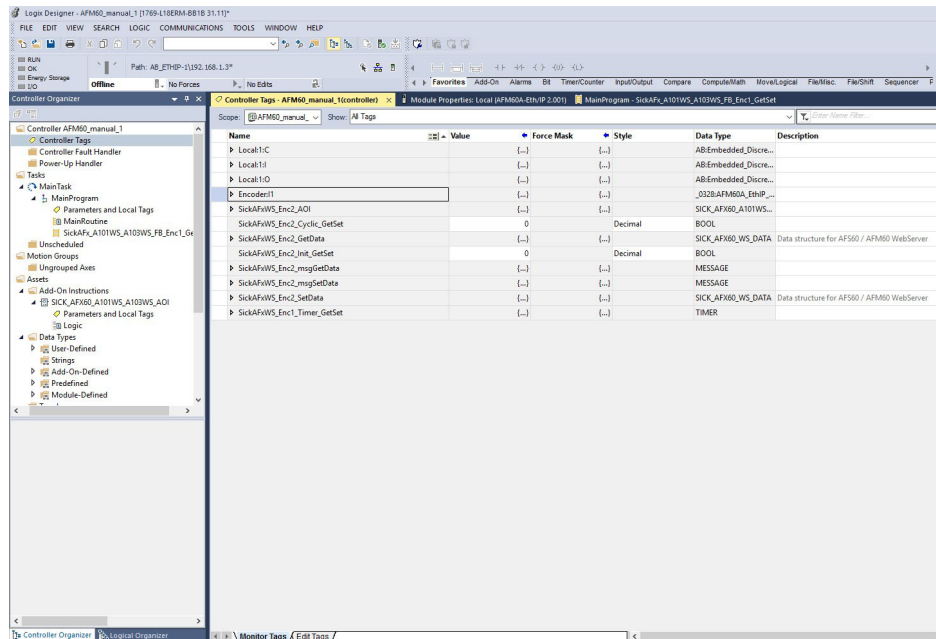 Logix Designer - AFM60_manual_1 [1769-L18ERM-BB1B 31.11]*
FILE EDIT VIEW SEARCH LOGIC COMMUNICATIONS TOOLS WINDOW HELP
RUN
OK
Energy Storage
I/O
Path: AB_ETHIP-1\192.168.1.3*
Offline No Forces No Edits
Favorites Add-On Alarms Bit Timer/Counter Input/Output Compare Compute/Math Move/Logical File/Misc. File/Shift Sequencer
Controller Organizer
Controller Tags - AFM60_manual_1(controller) Module Properties: Local (AFM60A-Eth/IP 2.001) MainProgram - SickAFx_A101WS_A103WS_FB_Enc1_GetSet
Scope: AFM60_manual_ Show: All Tags Enter Name Filter...
Controller AFM60_manual_1
Controller Tags
Controller Fault Handler
Power-Up Handler
Tasks
MainTask
MainProgram
Parameters and Local Tags
MainRoutine
SickAFx_A101WS_A103WS_FB_Enc1_Ge
Unscheduled
Motion Groups
Ungrouped Axes
Assets
Add-On Instructions
SICK_AFX60_A101WS_A103WS_AOI
Parameters and Local Tags
Logic
Data Types
User-Defined
Strings
Add-On-Defined
Predefined
Module-Defined
Name Value Force Mask Style Data Type Description
Local:1:C {...} {...} AB:Embedded_Discre...
Local:1:I {...} {...} AB:Embedded_Discre...
Local:1:O {...} {...} AB:Embedded_Discre...
Encoder:I1 {...} {...} _0328:AFM60A_EthIP_...
SickAFxWS_Enc2_AOI {...} {...} SICK_AFX60_A101WS...
SickAFxWS_Enc2_Cyclic_GetSet 0 Decimal BOOL
SickAFxWS_Enc2_GetData {...} {...} SICK_AFX60_WS_DATA Data structure for AFS60 / AFM60 WebServer
SickAFxWS_Enc2_Init_GetSet 0 Decimal BOOL
SickAFxWS_Enc2_msgGetData {...} {...} MESSAGE
SickAFxWS_Enc2_msgSetData {...} {...} MESSAGE
SickAFxWS_Enc2_SetData {...} {...} SICK_AFX60_WS_DATA Data structure for AFS60 / AFM60 WebServer
SickAFxWS_Enc1_Timer_GetSet {...} {...} TIMER
Controller Organizer Logical Organizer
Monitor Tags Edit Tags